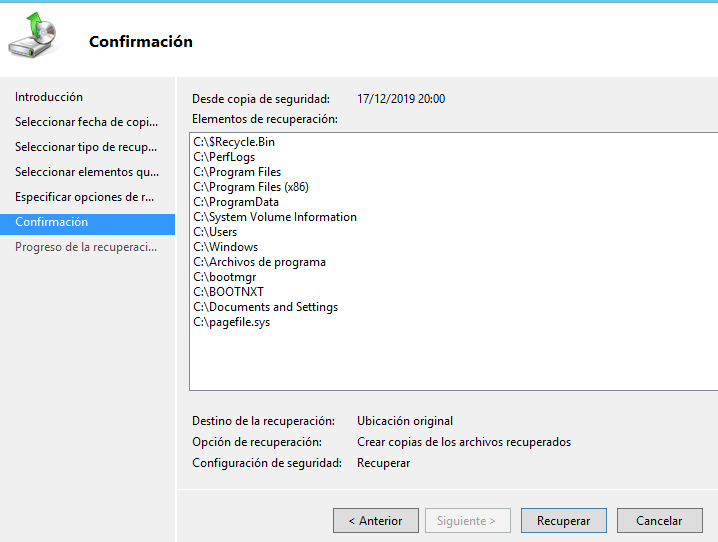 Confirmación
Introducción
Seleccionar fecha de copi...
Seleccionar tipo de recup...
Seleccionar elementos qu...
Especificar opciones de r...
Confirmación
Progreso de la recuperaci...
Desde copia de seguridad: 17/12/2019 20:00
Elementos de recuperación:
C:\$Recycle.Bin
C:\PerfLogs
C:\Program Files
C:\Program Files (x86)
C:\ProgramData
C:\System Volume Information
C:\Users
C:\Windows
C:\Archivos de programa
C:\bootmgr
C:\BOOTNXT
C:\Documents and Settings
C:\pagefile.sys
Destino de la recuperación: Ubicación original
Opción de recuperación: Crear copias de los archivos recuperados
Configuración de seguridad: Recuperar
< Anterior Siguiente > Recuperar Cancelar